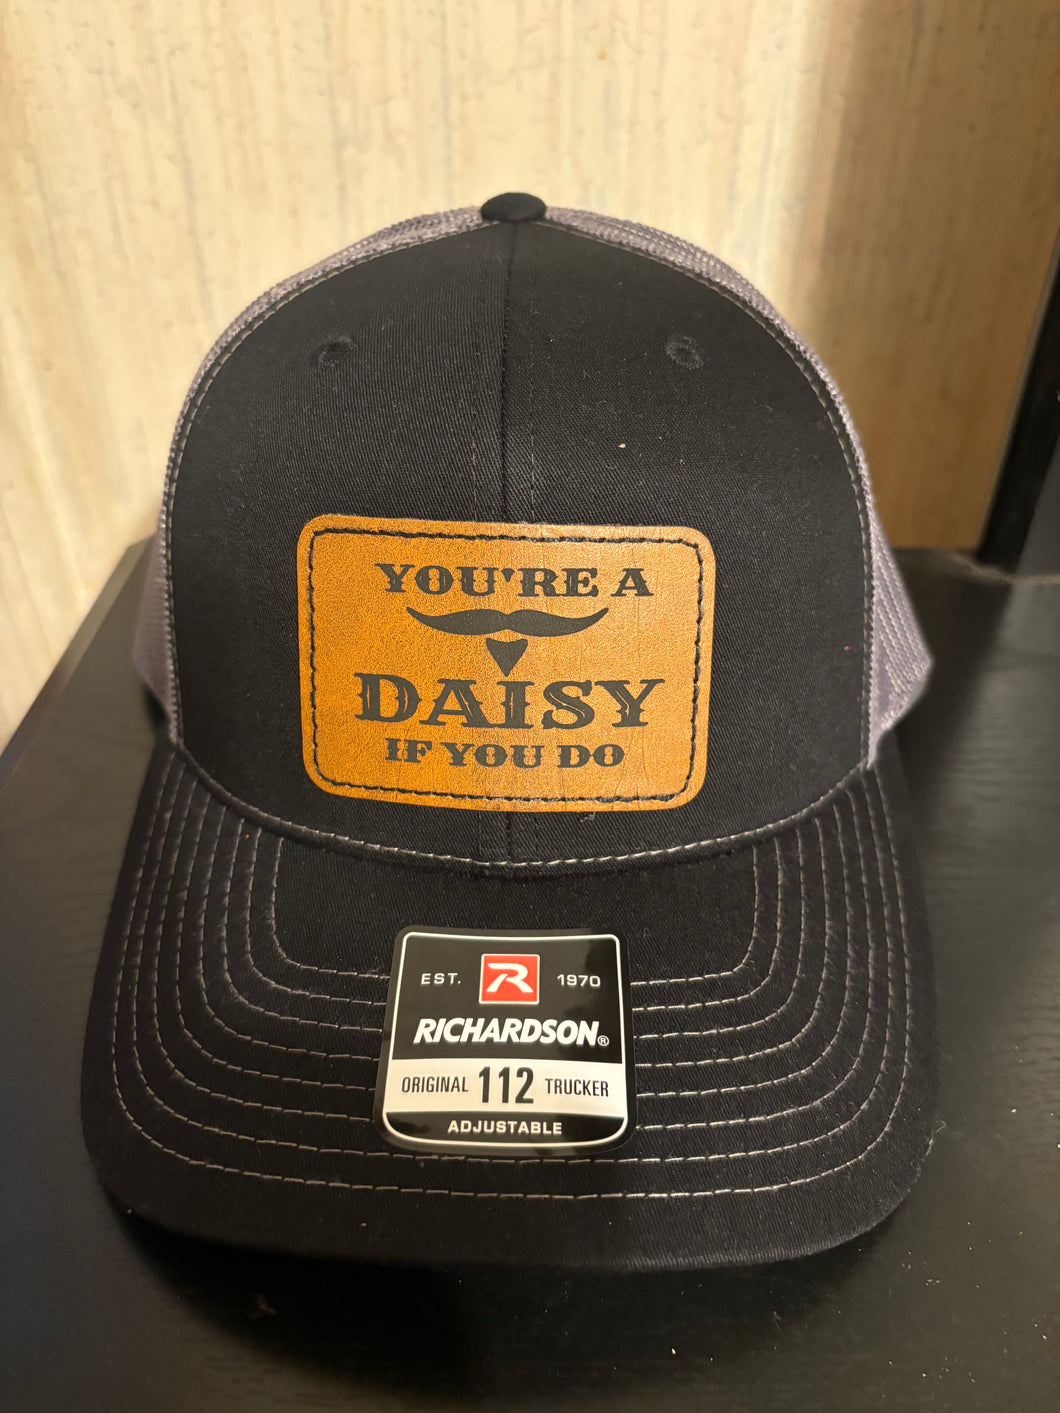 YOU'RE A
DAISY
IF YOU DO
EST. R 1970
RICHARDSON®
ORIGINAL 112 TRUCKER
ADJUSTABLE